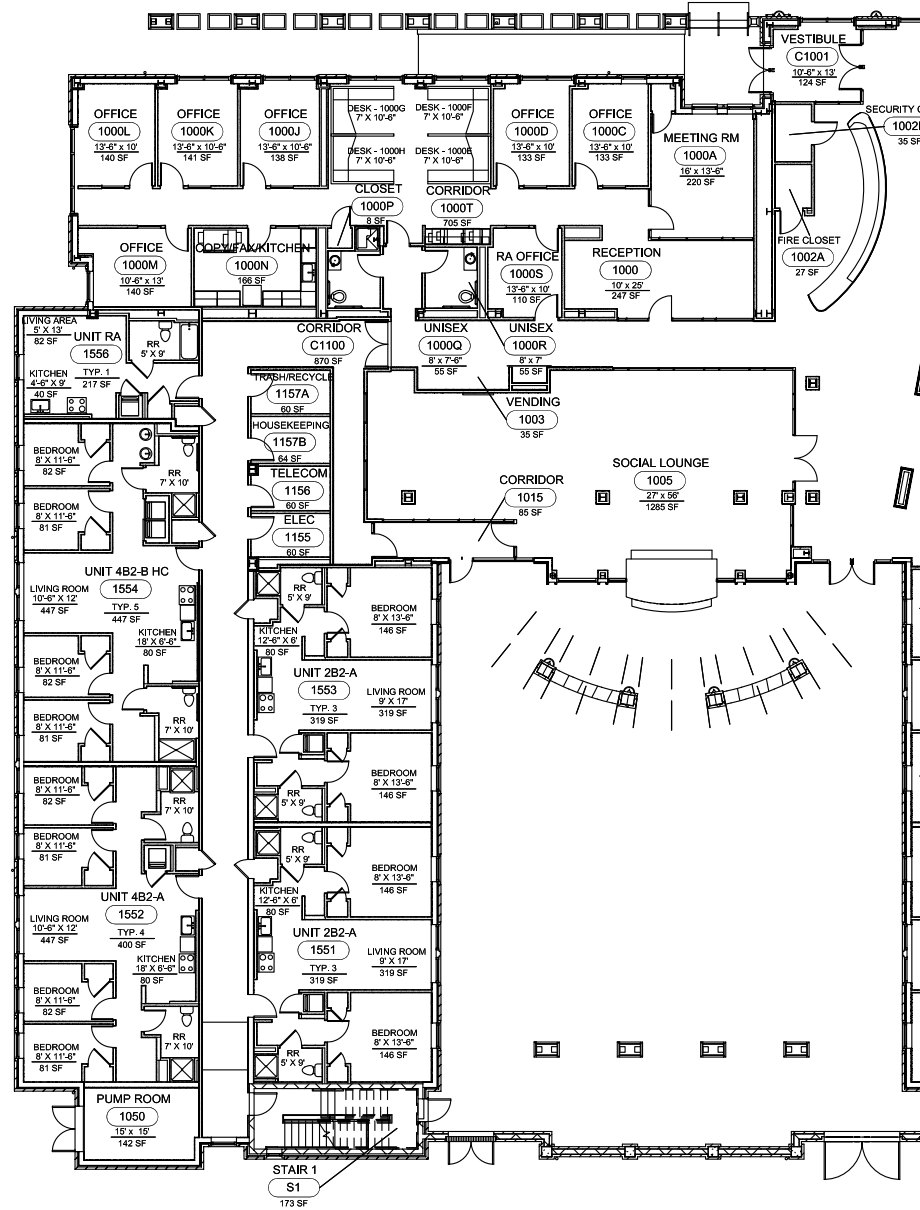 VESTIBULE
C1001
10'-6" x 13'
124 SF
SECURITY
1002
35 SF
OFFICE
1000L
13'-6" x 10'
140 SF
OFFICE
1000K
13'-6" x 10'-6"
141 SF
OFFICE
1000J
13'-6" x 10'-6"
138 SF
DESK - 1000G
7' X 10'-6"
DESK - 1000F
7' X 10'-6"
DESK - 1000H
7' X 10'-6"
DESK - 1000E
7' X 10'-6"
OFFICE
1000D
13'-6" x 10'
133 SF
OFFICE
1000C
13'-6" x 10'
133 SF
MEETING RM
1000A
16' x 13'-6"
220 SF
CLOSET
1000P
8 SF
CORRIDOR
1000T
705 SF
FIRE CLOSET
1002A
27 SF
OFFICE
1000M
10'-6" x 13'
140 SF
COPY/FAX/KITCHEN
1000N
166 SF
RA OFFICE
1000S
13'-6" x 10'
110 SF
RECEPTION
1000
10' x 25'
247 SF
LIVING AREA
5' X 13'
82 SF
UNIT RA
1556
TYP. 1
217 SF
RR
5' X 9'
KITCHEN
4'-6" X 9'
40 SF
CORRIDOR
C1100
870 SF
UNISEX
1000Q
8' x 7'-6"
55 SF
UNISEX
1000R
8' x 7'
55 SF
TRASH/RECYCLE
1157A
60 SF
VENDING
1003
35 SF
HOUSEKEEPING
1157B
64 SF
TELECOM
1156
60 SF
ELEC
1155
60 SF
CORRIDOR
1015
85 SF
SOCIAL LOUNGE
1005
27' x 56'
1285 SF
BEDROOM
8' X 11'-6"
82 SF
RR
7' X 10'
BEDROOM
8' X 11'-6"
81 SF
UNIT 4B2-B HC
1554
TYP. 5
447 SF
LIVING ROOM
10'-6" X 12'
447 SF
KITCHEN
18' X 6'-6"
80 SF
BEDROOM
8' X 11'-6"
82 SF
BEDROOM
8' X 11'-6"
81 SF
RR
7' X 10'
RR
5' X 9'
BEDROOM
8' X 13'-6"
146 SF
KITCHEN
12'-6" X 6'
80 SF
UNIT 2B2-A
1553
TYP. 3
319 SF
LIVING ROOM
9' X 17'
319 SF
BEDROOM
8' X 13'-6"
146 SF
RR
5' X 9'
BEDROOM
8' X 11'-6"
82 SF
RR
7' X 10'
BEDROOM
8' X 11'-6"
81 SF
UNIT 4B2-A
1552
TYP. 4
400 SF
LIVING ROOM
10'-6" X 12'
447 SF
KITCHEN
18' X 6'-6"
80 SF
BEDROOM
8' X 11'-6"
82 SF
BEDROOM
8' X 11'-6"
81 SF
RR
7' X 10'
RR
5' X 9'
BEDROOM
8' X 13'-6"
146 SF
KITCHEN
12'-6" X 6'
80 SF
UNIT 2B2-A
1551
TYP. 3
319 SF
LIVING ROOM
9' X 17'
319 SF
BEDROOM
8' X 13'-6"
146 SF
RR
5' X 9'
PUMP ROOM
1050
15' x 15'
142 SF
STAIR 1
S1
173 SF